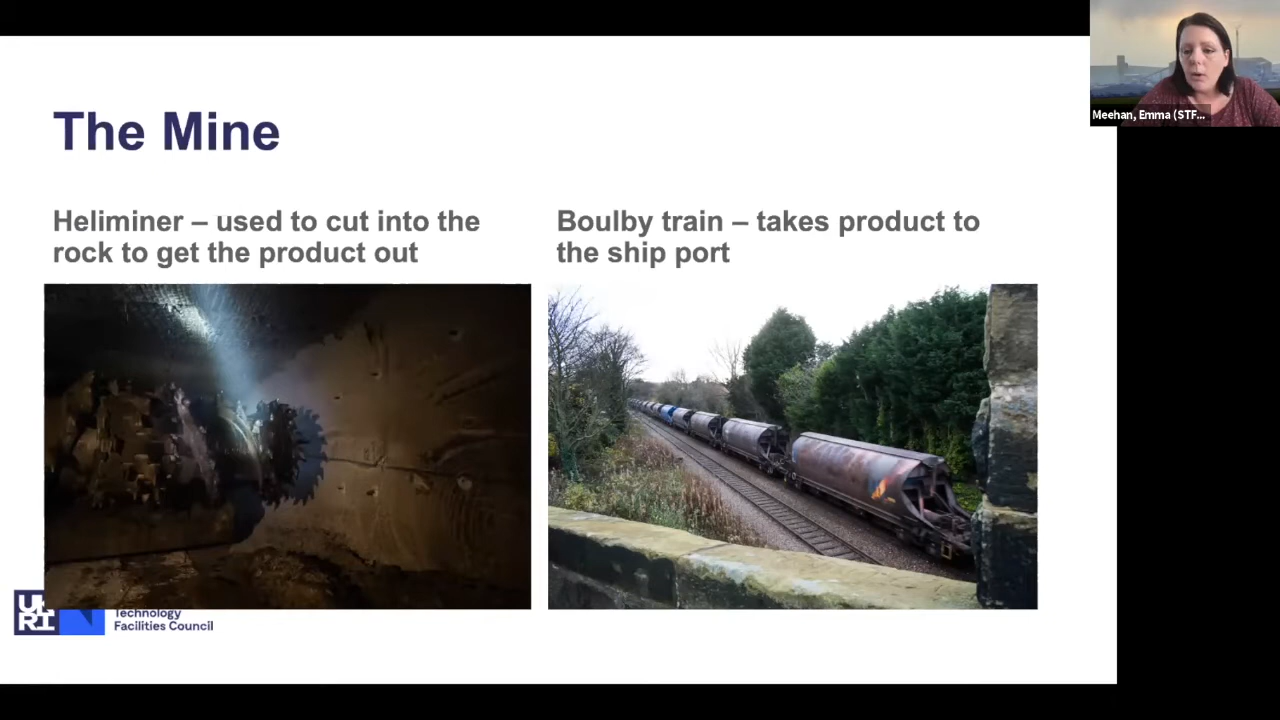 The Mine
Heliminer – used to cut into the
rock to get the product out
Boulby train – takes product to
the ship port
Meehan, Emma (STF...
UKRI
Technology
Facilities Council